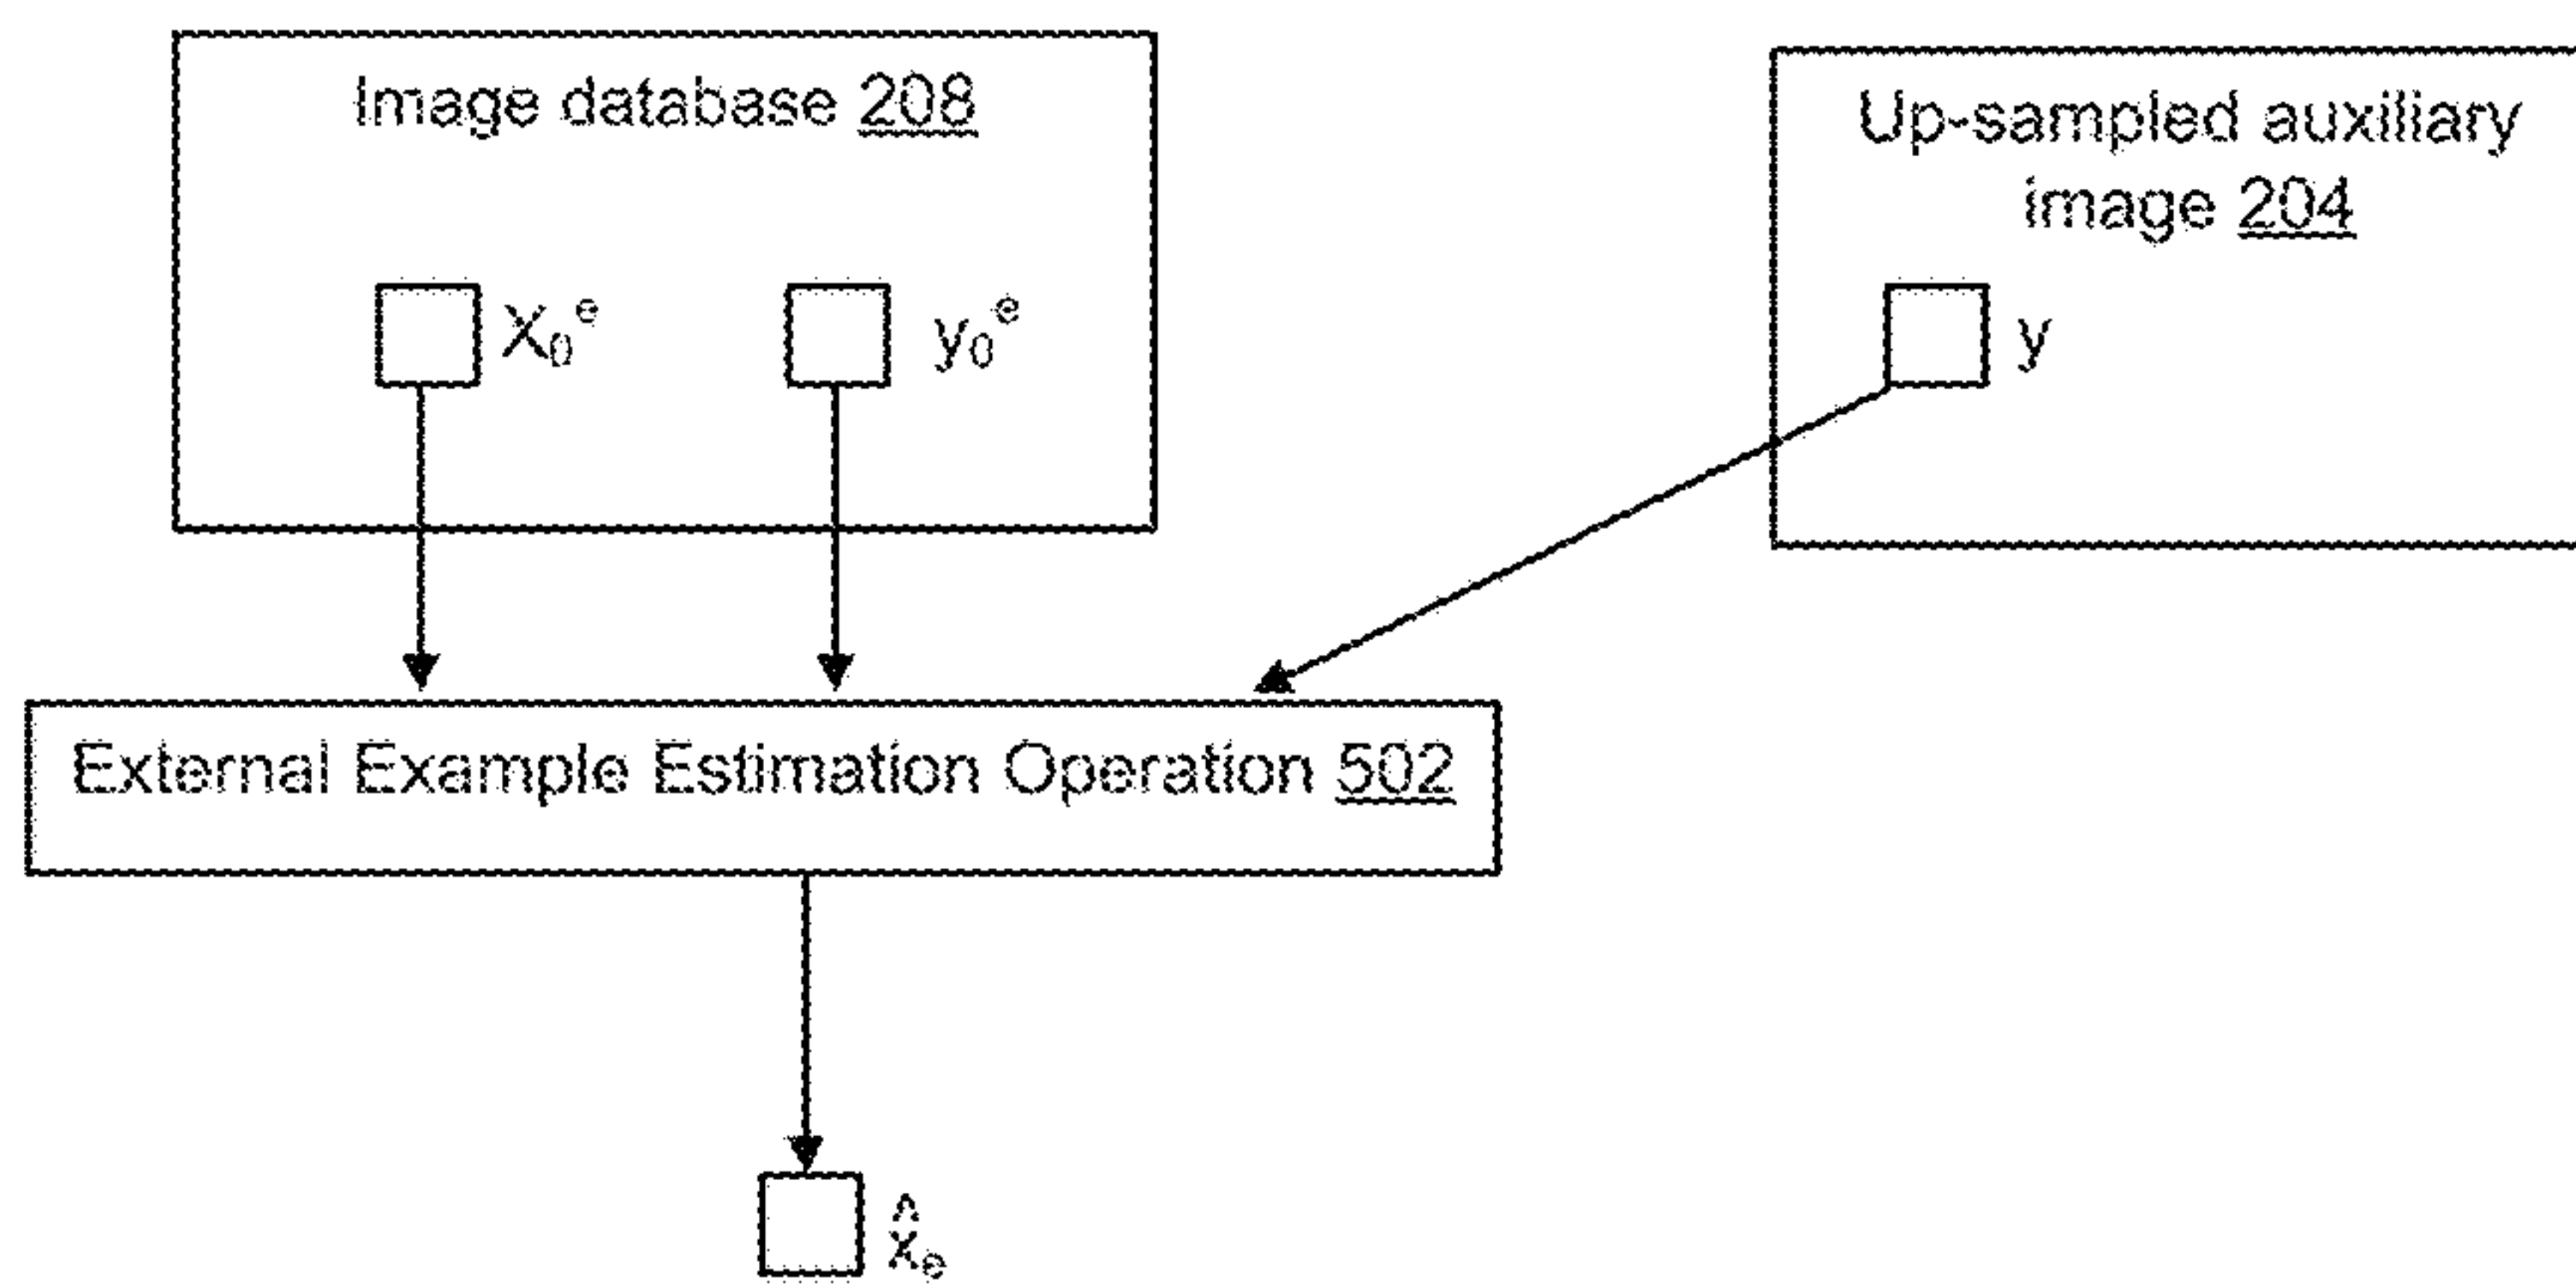 Image database 208
Up-sampled auxiliary
image 204
x₀ᵉ
y₀ᵉ
y
External Example Estimation Operation 502
x̂ₑ